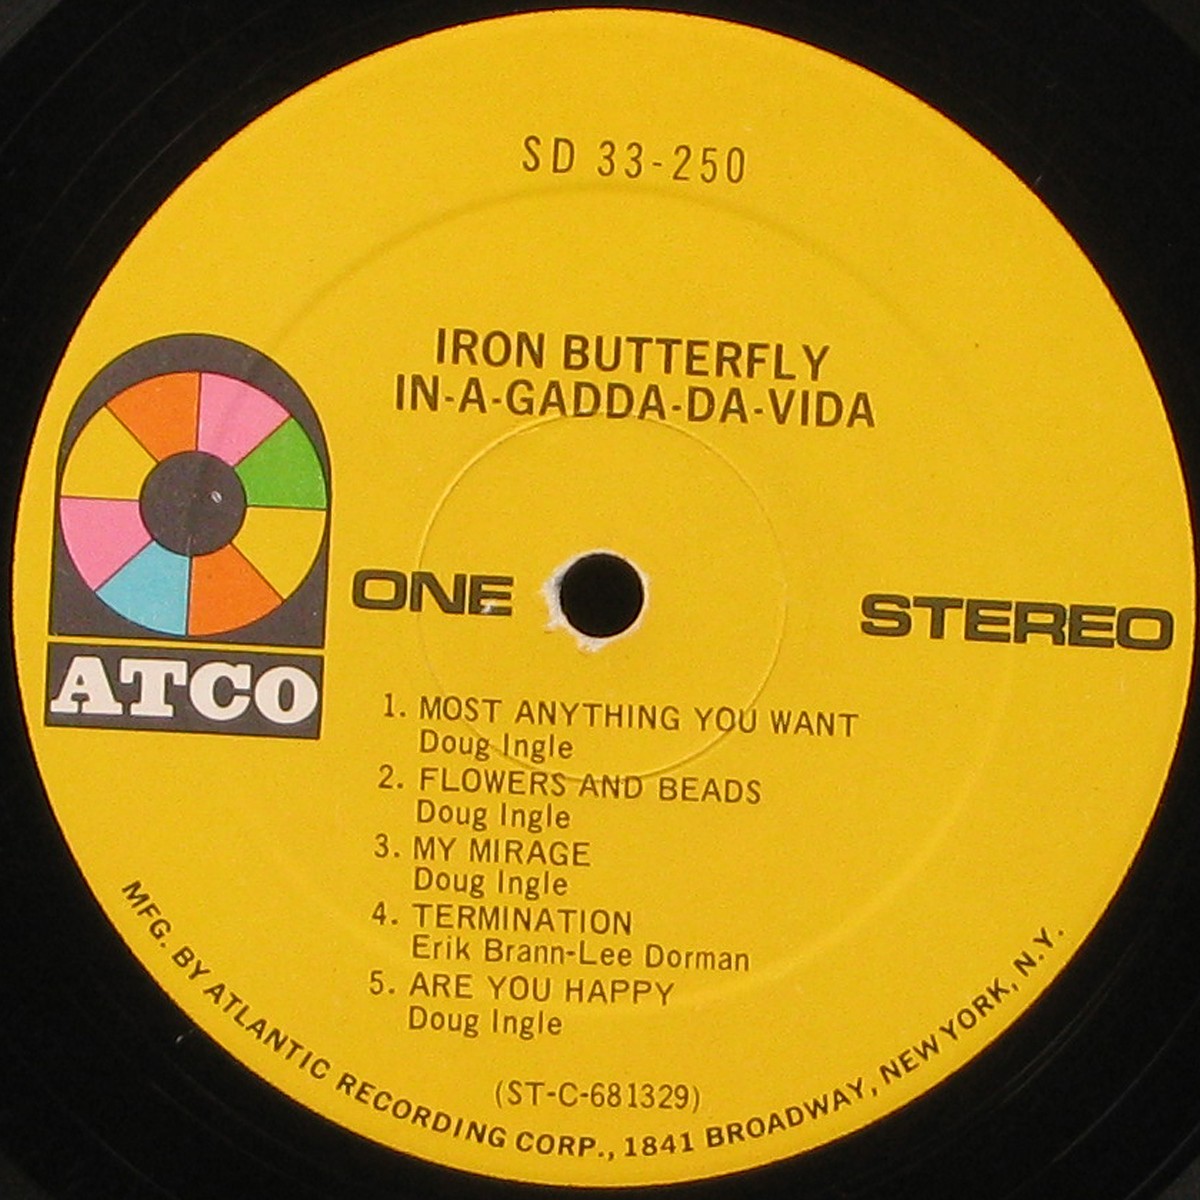 SD 33-250
IRON BUTTERFLY
IN-A-GADDA-DA-VIDA
ATCO
ONE
STEREO
1. MOST ANYTHING YOU WANT
Doug Ingle
2. FLOWERS AND BEADS
Doug Ingle
3. MY MIRAGE
Doug Ingle
4. TERMINATION
Erik Brann-Lee Dorman
5. ARE YOU HAPPY
Doug Ingle
(ST-C-681329)
MFG. BY ATLANTIC RECORDING CORP., 1841 BROADWAY, NEW YORK, N.Y.